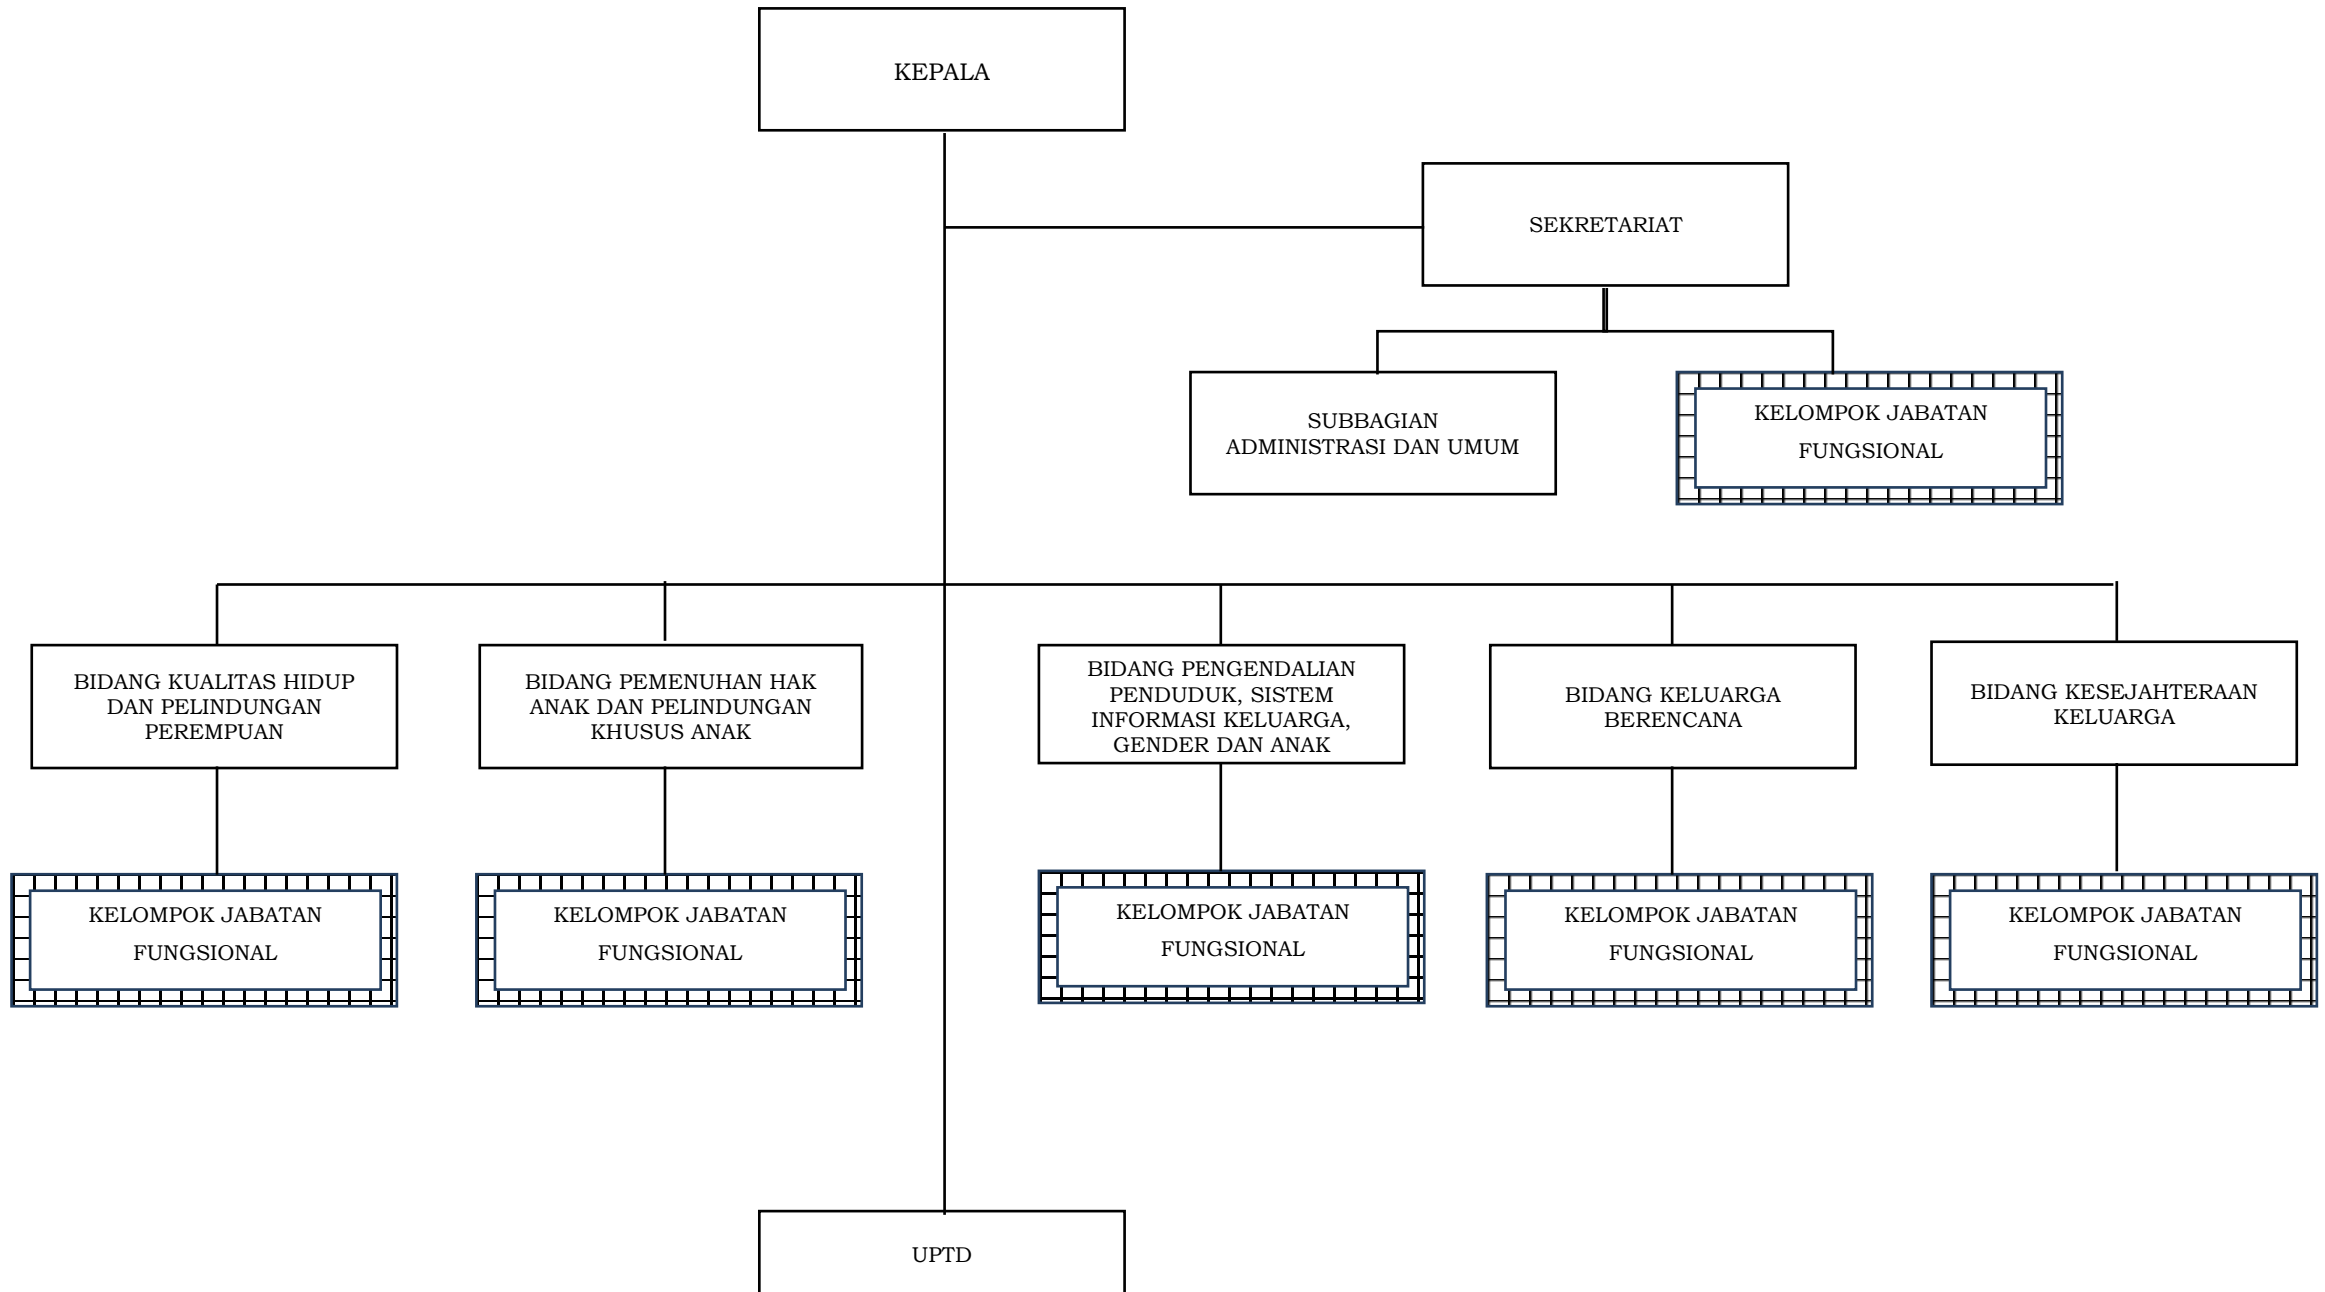 KEPALA
SEKRETARIAT
SUBBAGIAN
ADMINISTRASI DAN UMUM
KELOMPOK JABATAN
FUNGSIONAL
BIDANG KUALITAS HIDUP
DAN PELINDUNGAN
PEREMPUAN
BIDANG PEMENUHAN HAK
ANAK DAN PELINDUNGAN
KHUSUS ANAK
BIDANG PENGENDALIAN
PENDUDUK, SISTEM
INFORMASI KELUARGA,
GENDER DAN ANAK
BIDANG KELUARGA
BERENCANA
BIDANG KESEJAHTERAAN
KELUARGA
KELOMPOK JABATAN
FUNGSIONAL
KELOMPOK JABATAN
FUNGSIONAL
KELOMPOK JABATAN
FUNGSIONAL
KELOMPOK JABATAN
FUNGSIONAL
KELOMPOK JABATAN
FUNGSIONAL
UPTD